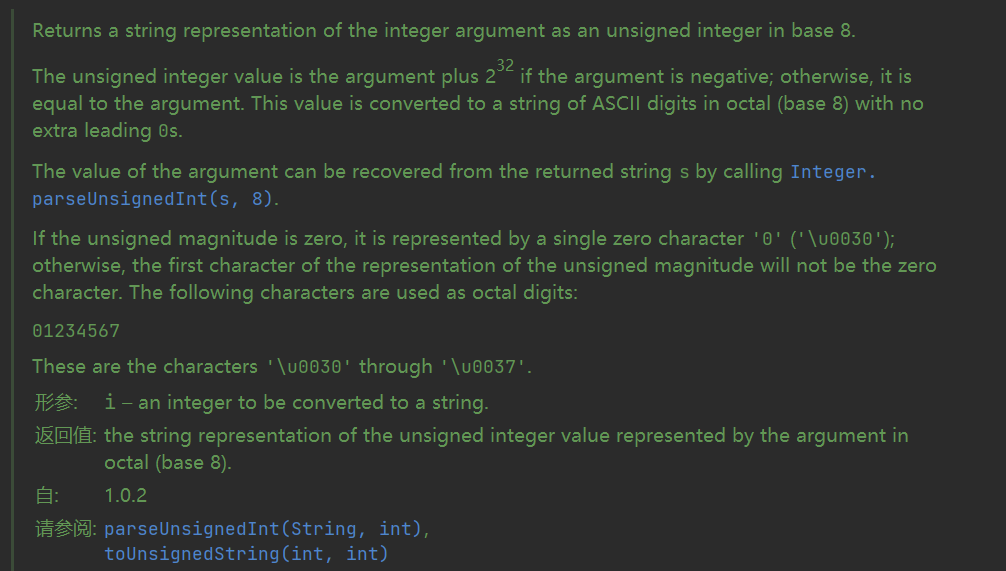 Returns a string representation of the integer argument as an unsigned integer in base 8.
The unsigned integer value is the argument plus 2³² if the argument is negative; otherwise, it is
equal to the argument. This value is converted to a string of ASCII digits in octal (base 8) with no
extra leading 0s.
The value of the argument can be recovered from the returned string s by calling Integer.
parseUnsignedInt(s, 8).
If the unsigned magnitude is zero, it is represented by a single zero character '0' ('\u0030');
otherwise, the first character of the representation of the unsigned magnitude will not be the zero
character. The following characters are used as octal digits:
01234567
These are the characters '\u0030' through '\u0037'.
形参: i – an integer to be converted to a string.
返回值: the string representation of the unsigned integer value represented by the argument in
octal (base 8).
自: 1.0.2
请参阅: parseUnsignedInt(String, int),
toUnsignedString(int, int)